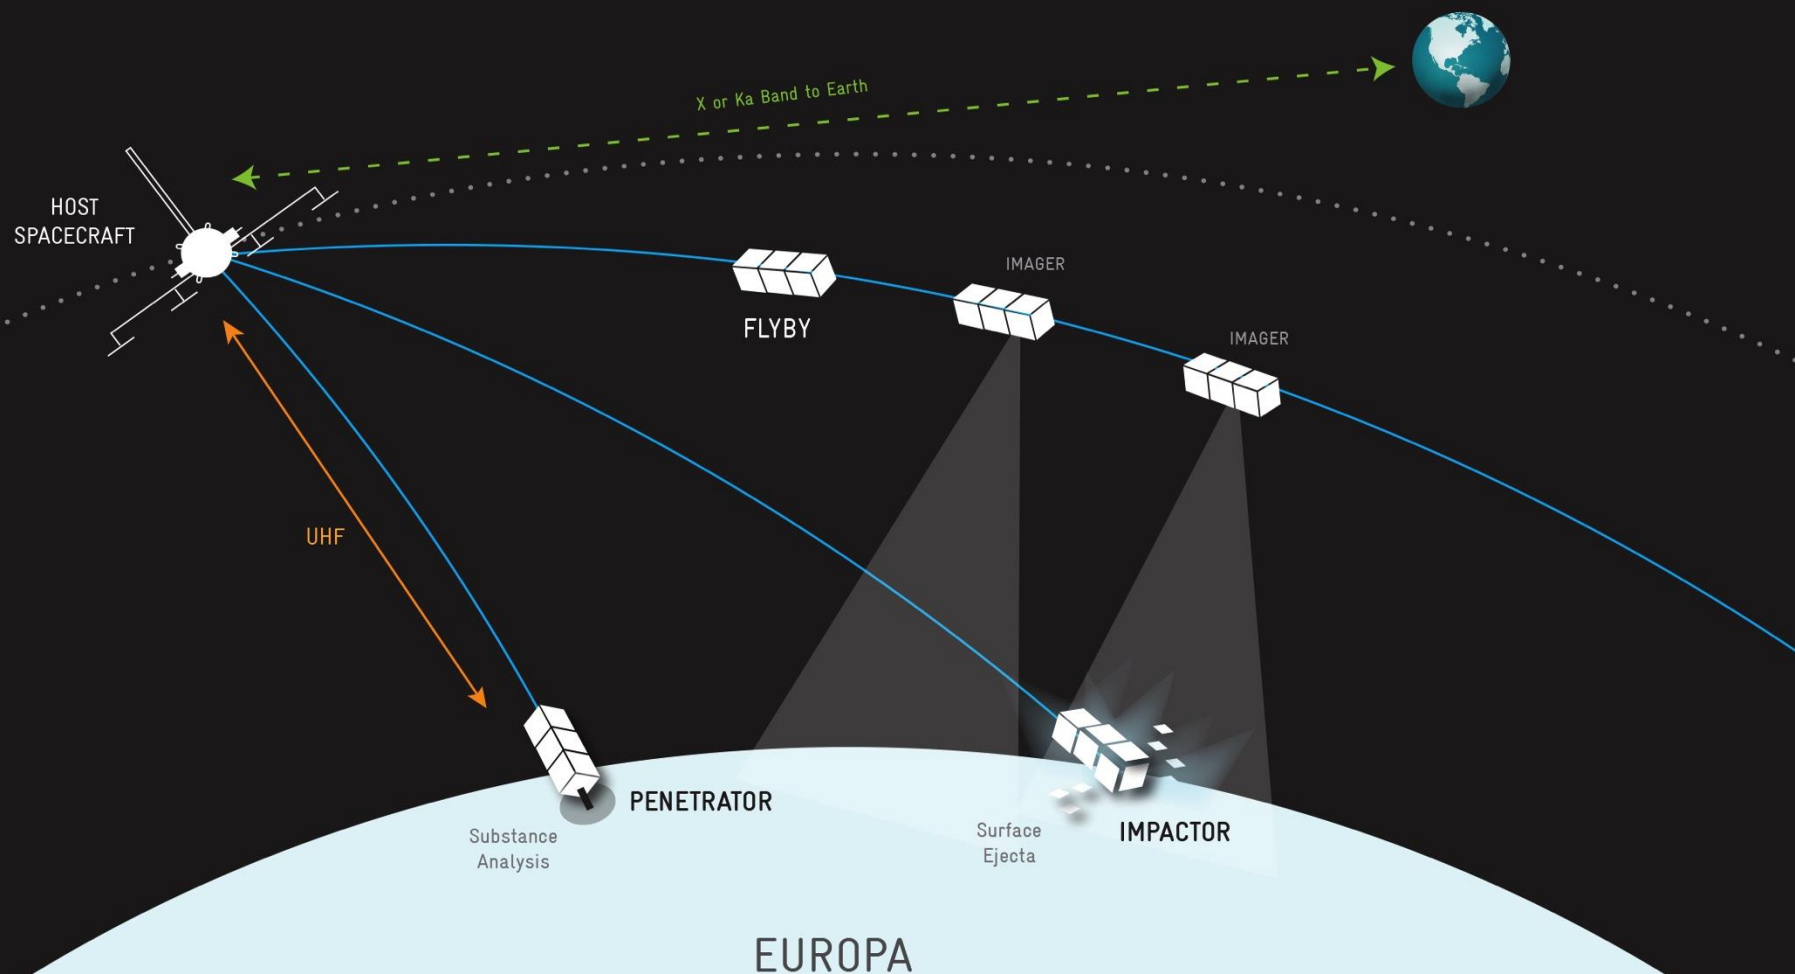 X or Ka Band to Earth
HOST
SPACECRAFT
IMAGER
FLYBY
IMAGER
UHF
PENETRATOR
Substance
Analysis
Surface
Ejecta
IMPACTOR
EUROPA